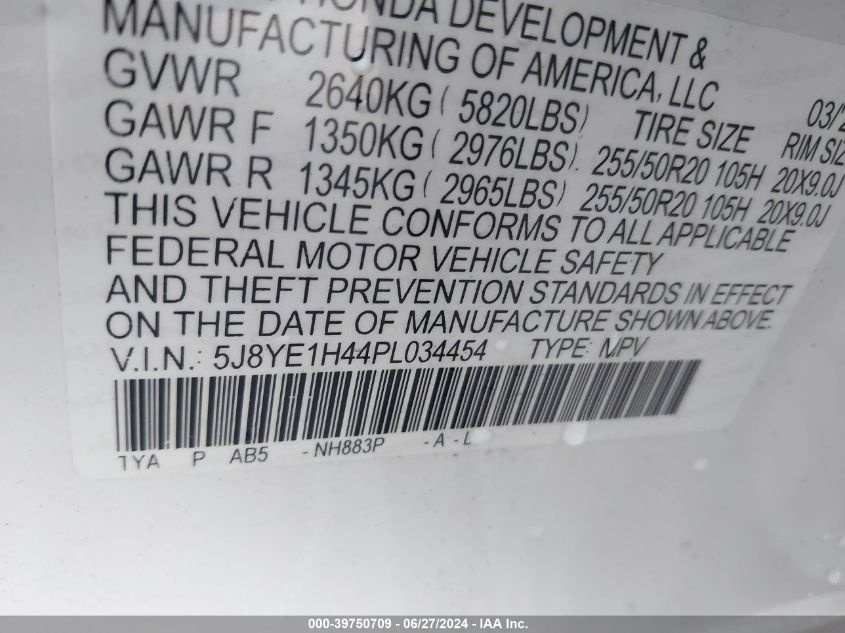 HONDA DEVELOPMENT &
MANUFACTURING OF AMERICA, LLC
GVWR 2640KG ( 5820LBS) TIRE SIZE RIM SIZ
GAWR F 1350KG ( 2976LBS) 255/50R20 105H 20X9.0J
GAWR R 1345KG ( 2965LBS) 255/50R20 105H 20X9.0J
THIS VEHICLE CONFORMS TO ALL APPLICABLE
FEDERAL MOTOR VEHICLE SAFETY
AND THEFT PREVENTION STANDARDS IN EFFECT
ON THE DATE OF MANUFACTURE SHOWN ABOVE.
V.I.N.: 5J8YE1H44PL034454 TYPE: MPV
TYA P AB5 -NH883P -A-L
000-39750709 - 06/27/2024 - IAA Inc.